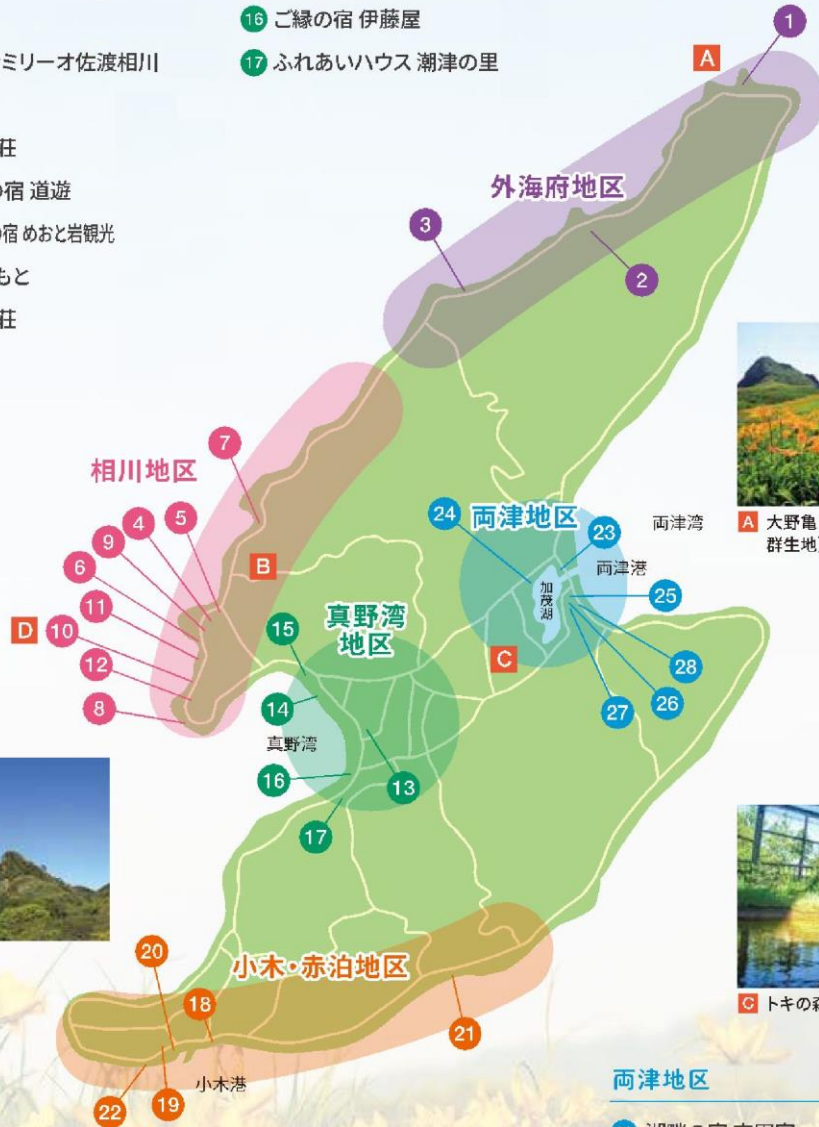 16 ご縁の宿 伊藤屋
ミリーオ佐渡相川
17 ふれあいハウス 潮津の里
荘
の宿 道遊
の宿 めおと岩観光
もと
荘
1
A
外海府地区
3
2
7
相川地区
4
5
9
6
B
11
D
10
12
8
24
両津地区
23
両津湾
両津港
加茂湖
25
C
28
26
27
A 大野亀
群生地
15
真野湾
地区
14
真野湾
16
13
17
20
小木・赤泊地区
18
21
小木港
19
22
C トキの森
両津地区